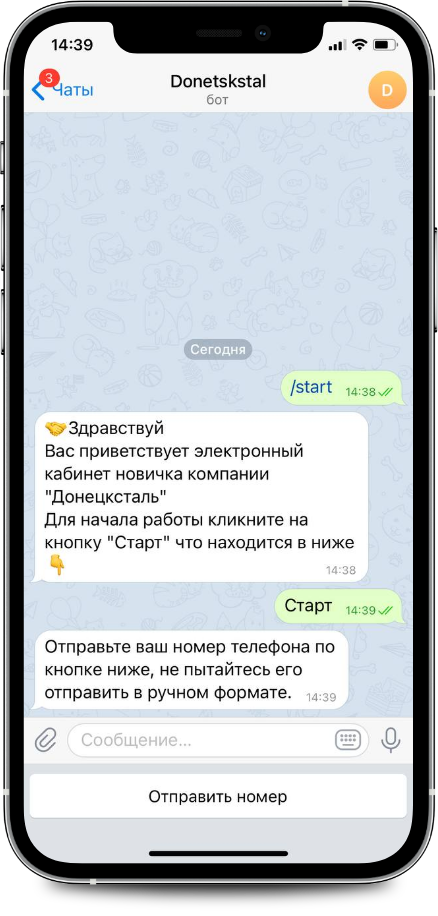 14:39
3
Чаты
Donetskstal
бот
D
Сегодня
/start 14:38
Здравствуй
Вас приветствует электронный
кабинет новичка компании
"Донецксталь"
Для начала работы кликните на
кнопку "Старт" что находится в ниже
14:38
Старт 14:39
Отправьте ваш номер телефона по
кнопке ниже, не пытайтесь его
отправить в ручном формате. 14:39
Сообщение...
Отправить номер